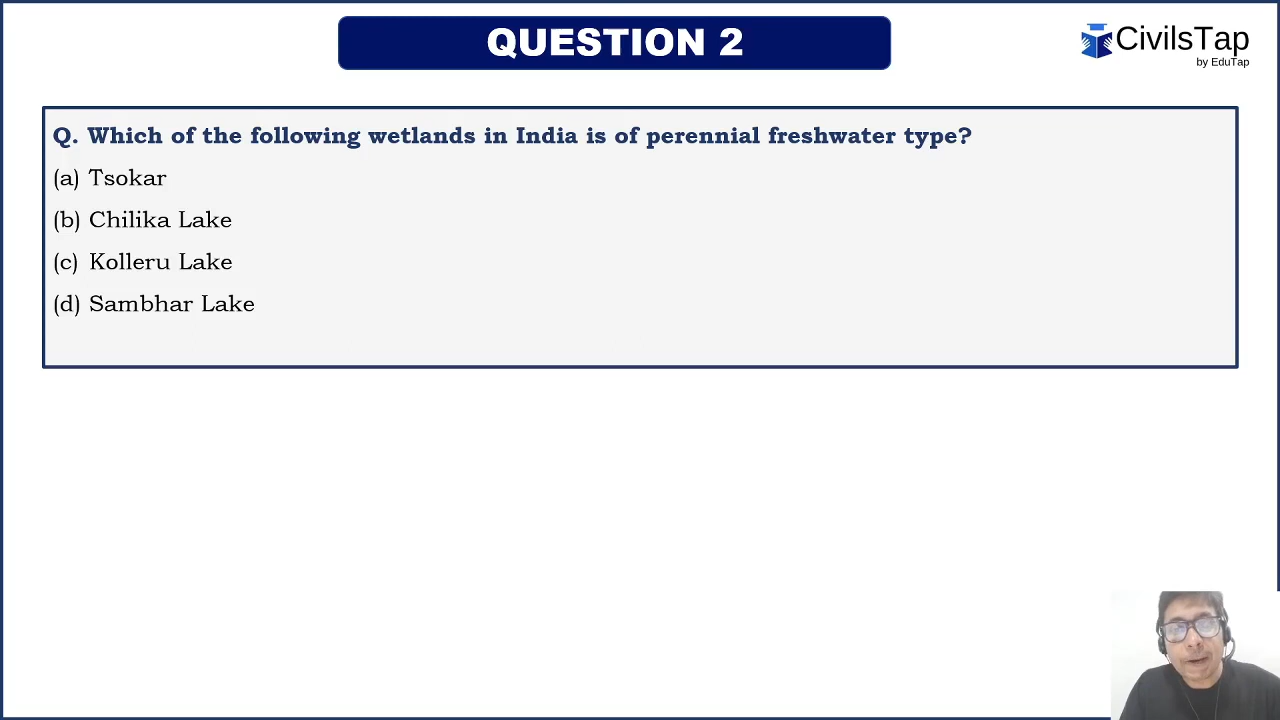 QUESTION 2
CivilsTap
by EduTap
Q. Which of the following wetlands in India is of perennial freshwater type?
(a) Tsokar
(b) Chilika Lake
(c) Kolleru Lake
(d) Sambhar Lake